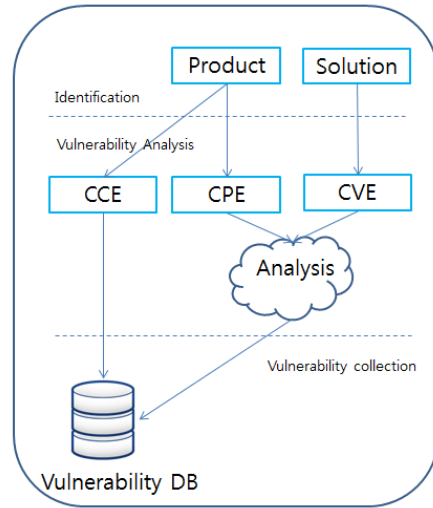 Product
Solution
Identification
Vulnerability Analysis
CCE
CPE
CVE
Analysis
Vulnerability collection
Vulnerability DB